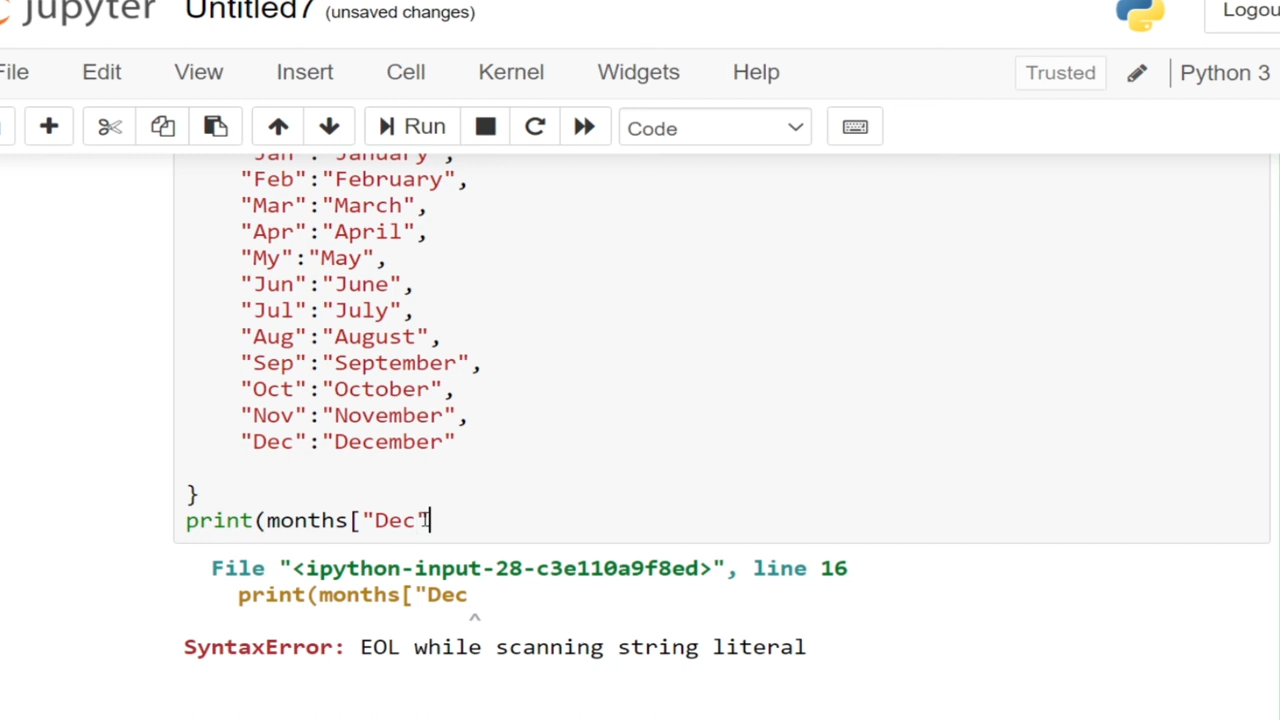 jupyter Untitled7 (unsaved changes) Logou
File Edit View Insert Cell Kernel Widgets Help Trusted Python 3
Run Code
"Jan":"January",
"Feb":"February",
"Mar":"March",
"Apr":"April",
"My":"May",
"Jun":"June",
"Jul":"July",
"Aug":"August",
"Sep":"September",
"Oct":"October",
"Nov":"November",
"Dec":"December"
}
print(months["Dec"
File "<ipython-input-28-c3e110a9f8ed>", line 16
print(months["Dec
^
SyntaxError: EOL while scanning string literal